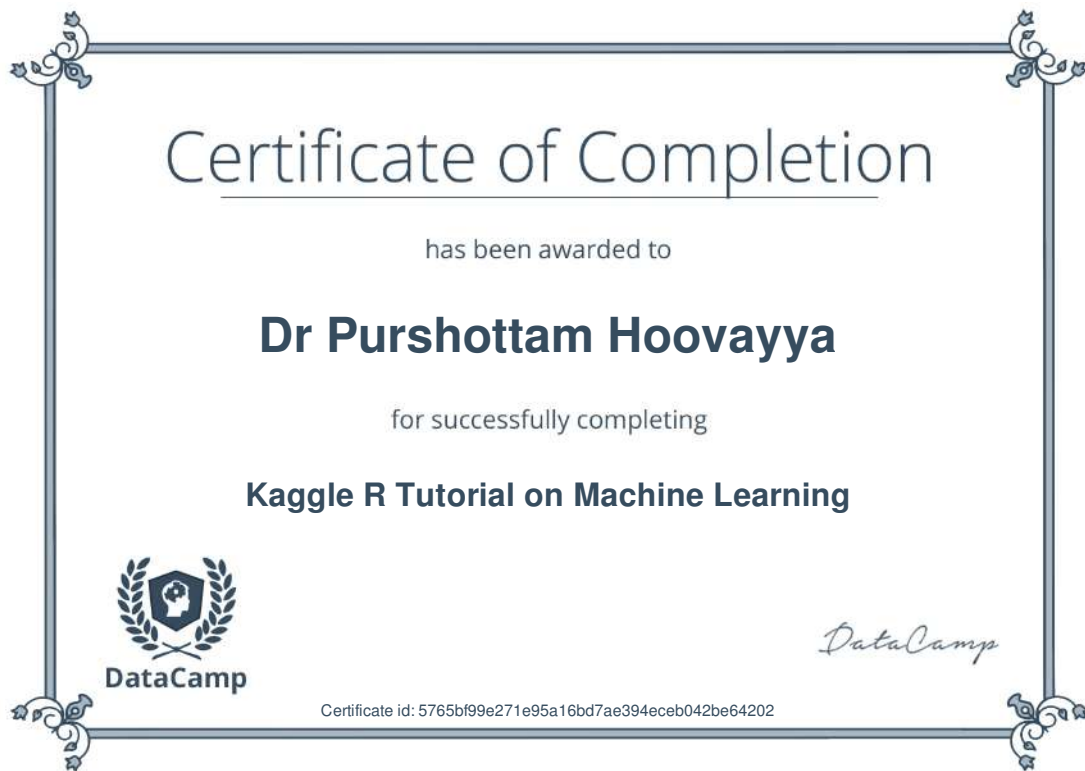 Certificate of Completion
has been awarded to
Dr Purshottam Hoovayya
for successfully completing
Kaggle R Tutorial on Machine Learning
DataCamp
DataCamp
Certificate id: 5765bf99e271e95a16bd7ae394eceb042be64202